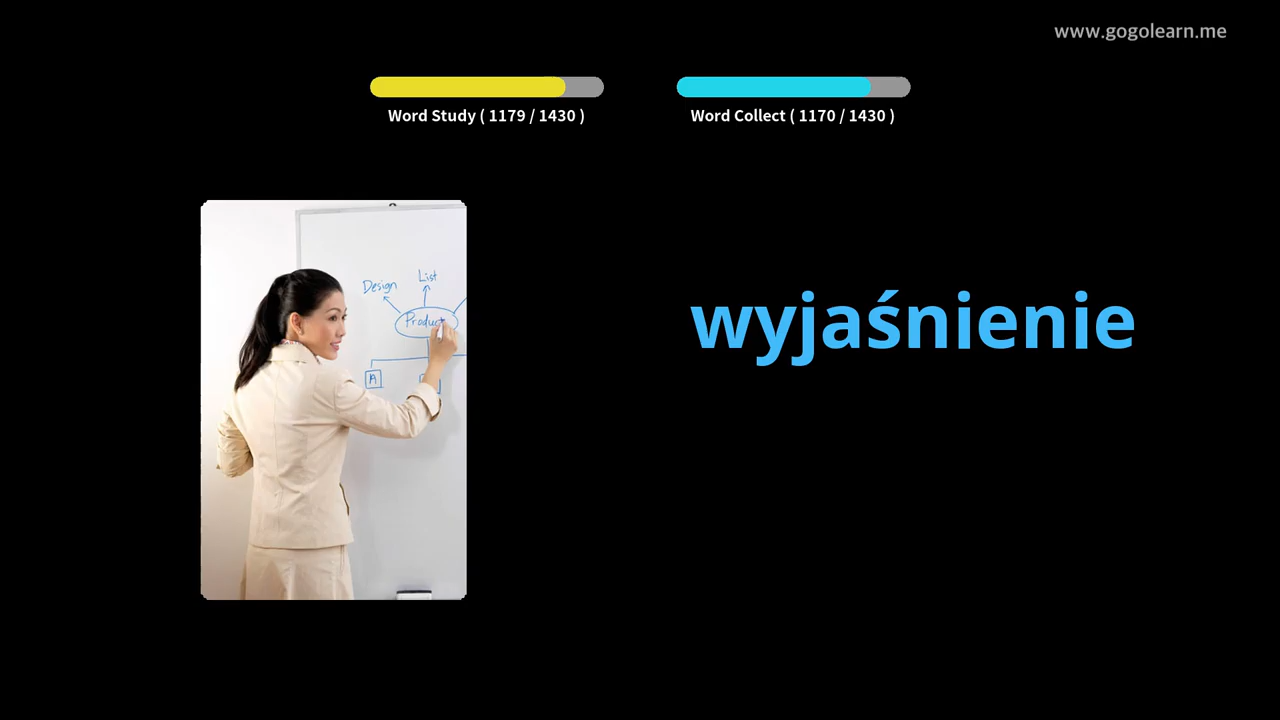 www.gogolearn.me
Word Study ( 1179 / 1430 )
Word Collect ( 1170 / 1430 )
wyjaśnienie
Design
List
Product
A